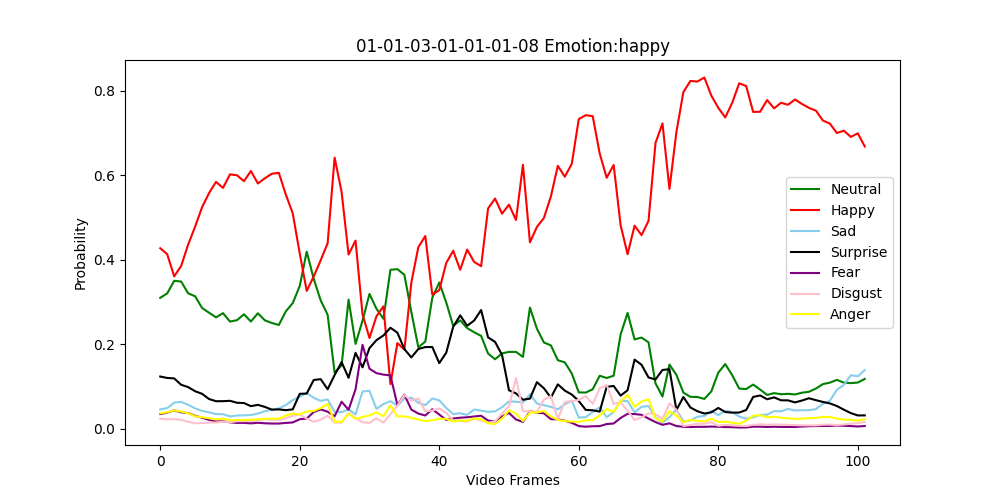 01-01-03-01-01-01-08 Emotion:happy
Probability
0.8
0.6
0.4
0.2
0.0
Neutral
Happy
Sad
Surprise
Fear
Disgust
Anger
0 20 40 60 80 100
Video Frames